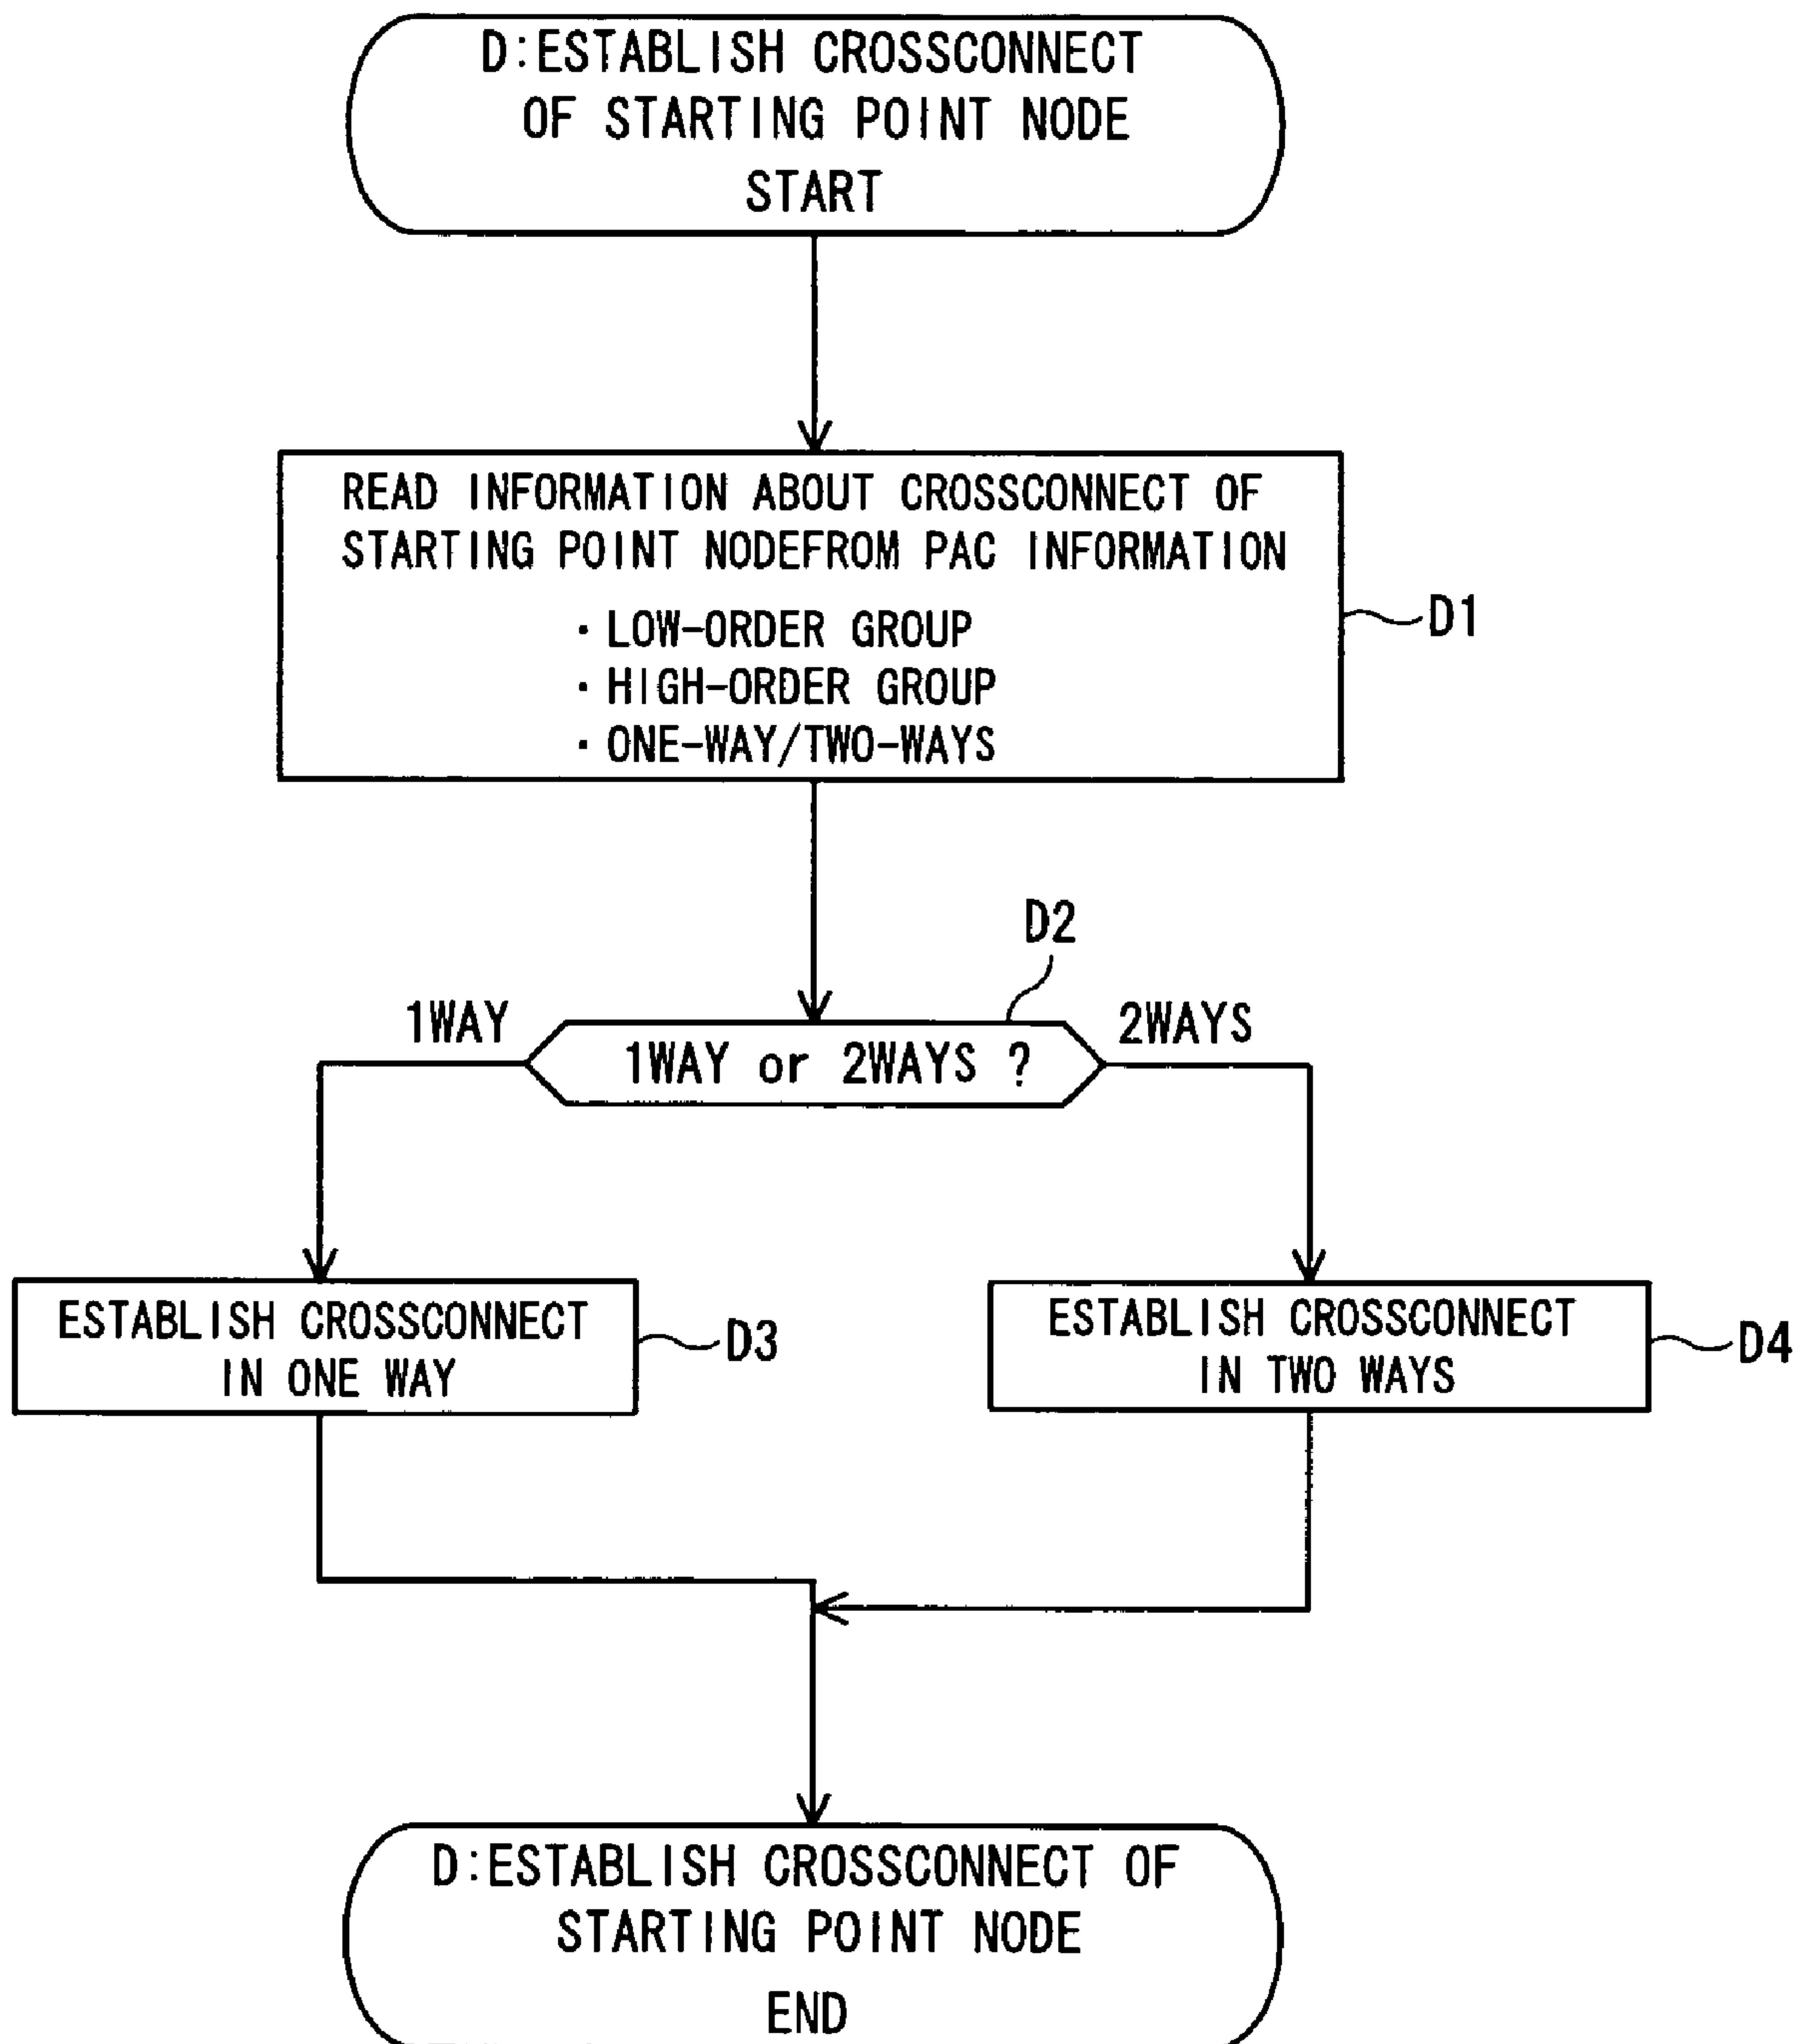 D:ESTABLISH CROSSCONNECT
OF STARTING POINT NODE
START
READ INFORMATION ABOUT CROSSCONNECT OF
STARTING POINT NODEFROM PAC INFORMATION
・LOW-ORDER GROUP
・HIGH-ORDER GROUP
・ONE-WAY/TWO-WAYS
D1
D2
1WAY
1WAY or 2WAYS ?
2WAYS
ESTABLISH CROSSCONNECT
IN ONE WAY
D3
ESTABLISH CROSSCONNECT
IN TWO WAYS
D4
D:ESTABLISH CROSSCONNECT OF
STARTING POINT NODE
END